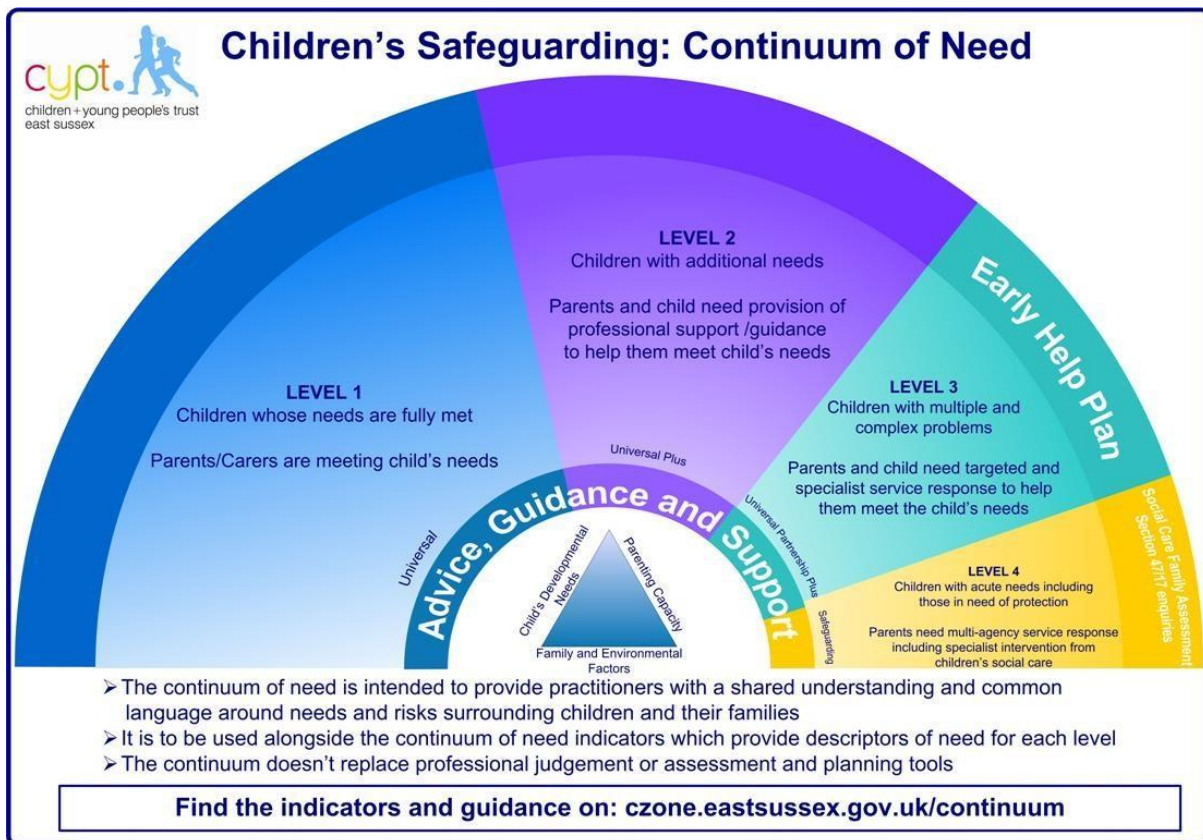 Children's Safeguarding: Continuum of Need
cypt.
children+young people's trust
east sussex
LEVEL 1
Children whose needs are fully met
Parents/Carers are meeting child's needs
LEVEL 2
Children with additional needs
Parents and child need provision of
professional support /guidance
to help them meet child's needs
Early Help Plan
LEVEL 3
Children with multiple and
complex problems
Parents and child need targeted and
specialist service response to help
them meet the child's needs
Social Care Family Assessment
Section 47/17 enquiries
LEVEL 4
Children with acute needs including
those in need of protection
Parents need multi-agency service response
including specialist intervention from
children's social care
Universal
Universal Plus
Universal Partnership Plus
Safeguarding
Advice, Guidance and Support
Child's Developmental
Needs
Parenting Capacity
Family and Environmental
Factors
➢ The continuum of need is intended to provide practitioners with a shared understanding and common
language around needs and risks surrounding children and their families
➢ It is to be used alongside the continuum of need indicators which provide descriptors of need for each level
➢ The continuum doesn't replace professional judgement or assessment and planning tools
Find the indicators and guidance on: czone.eastsussex.gov.uk/continuum